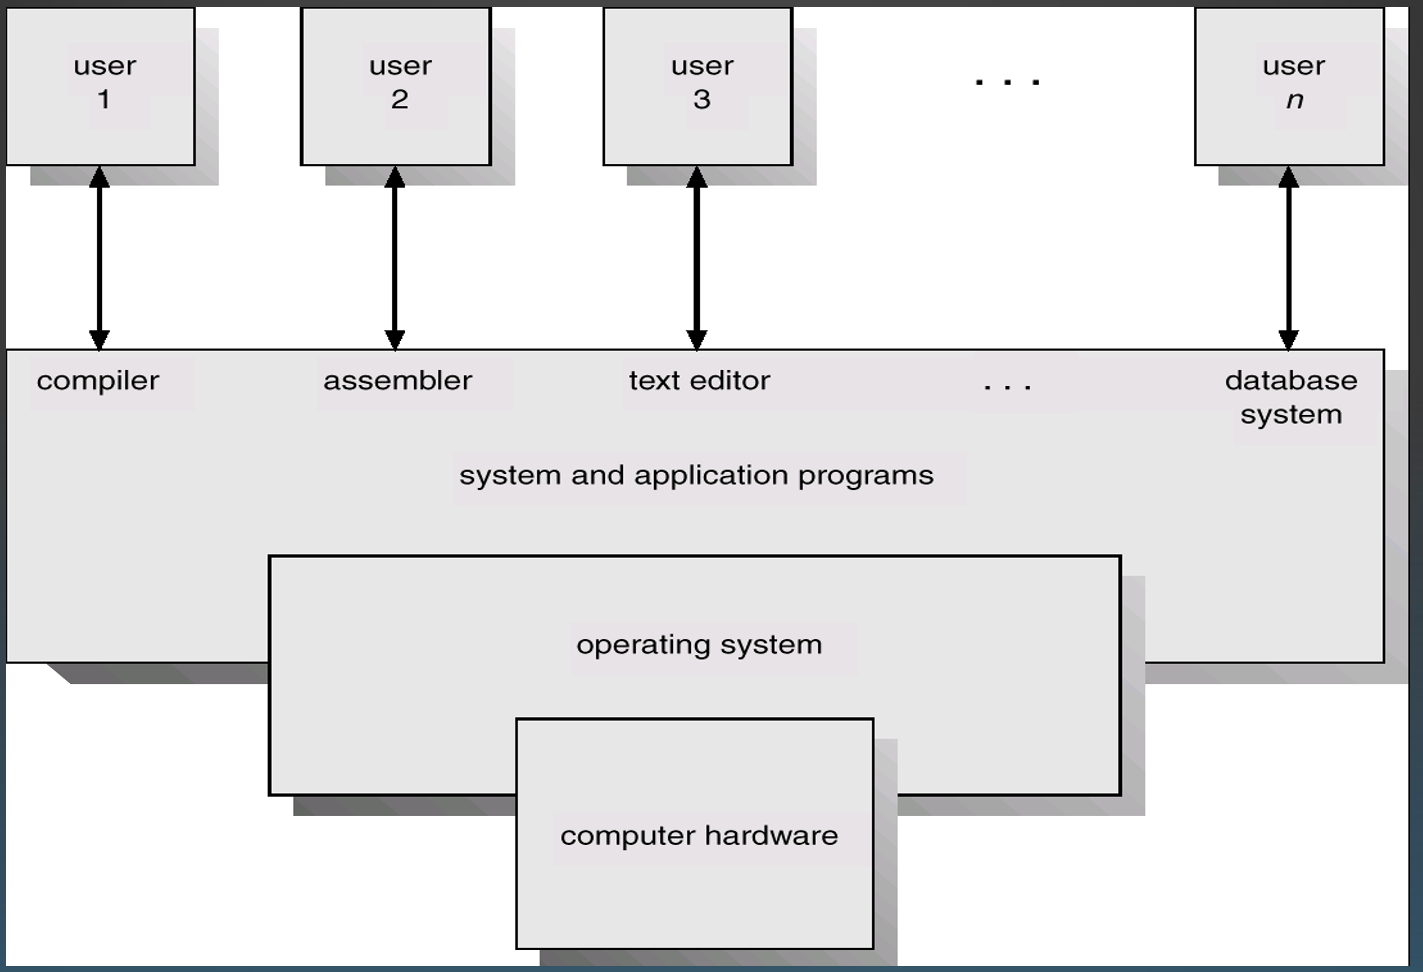 user
1
user
2
user
3
. . .
user
n
compiler
assembler
text editor
. . .
database
system
system and application programs
operating system
computer hardware